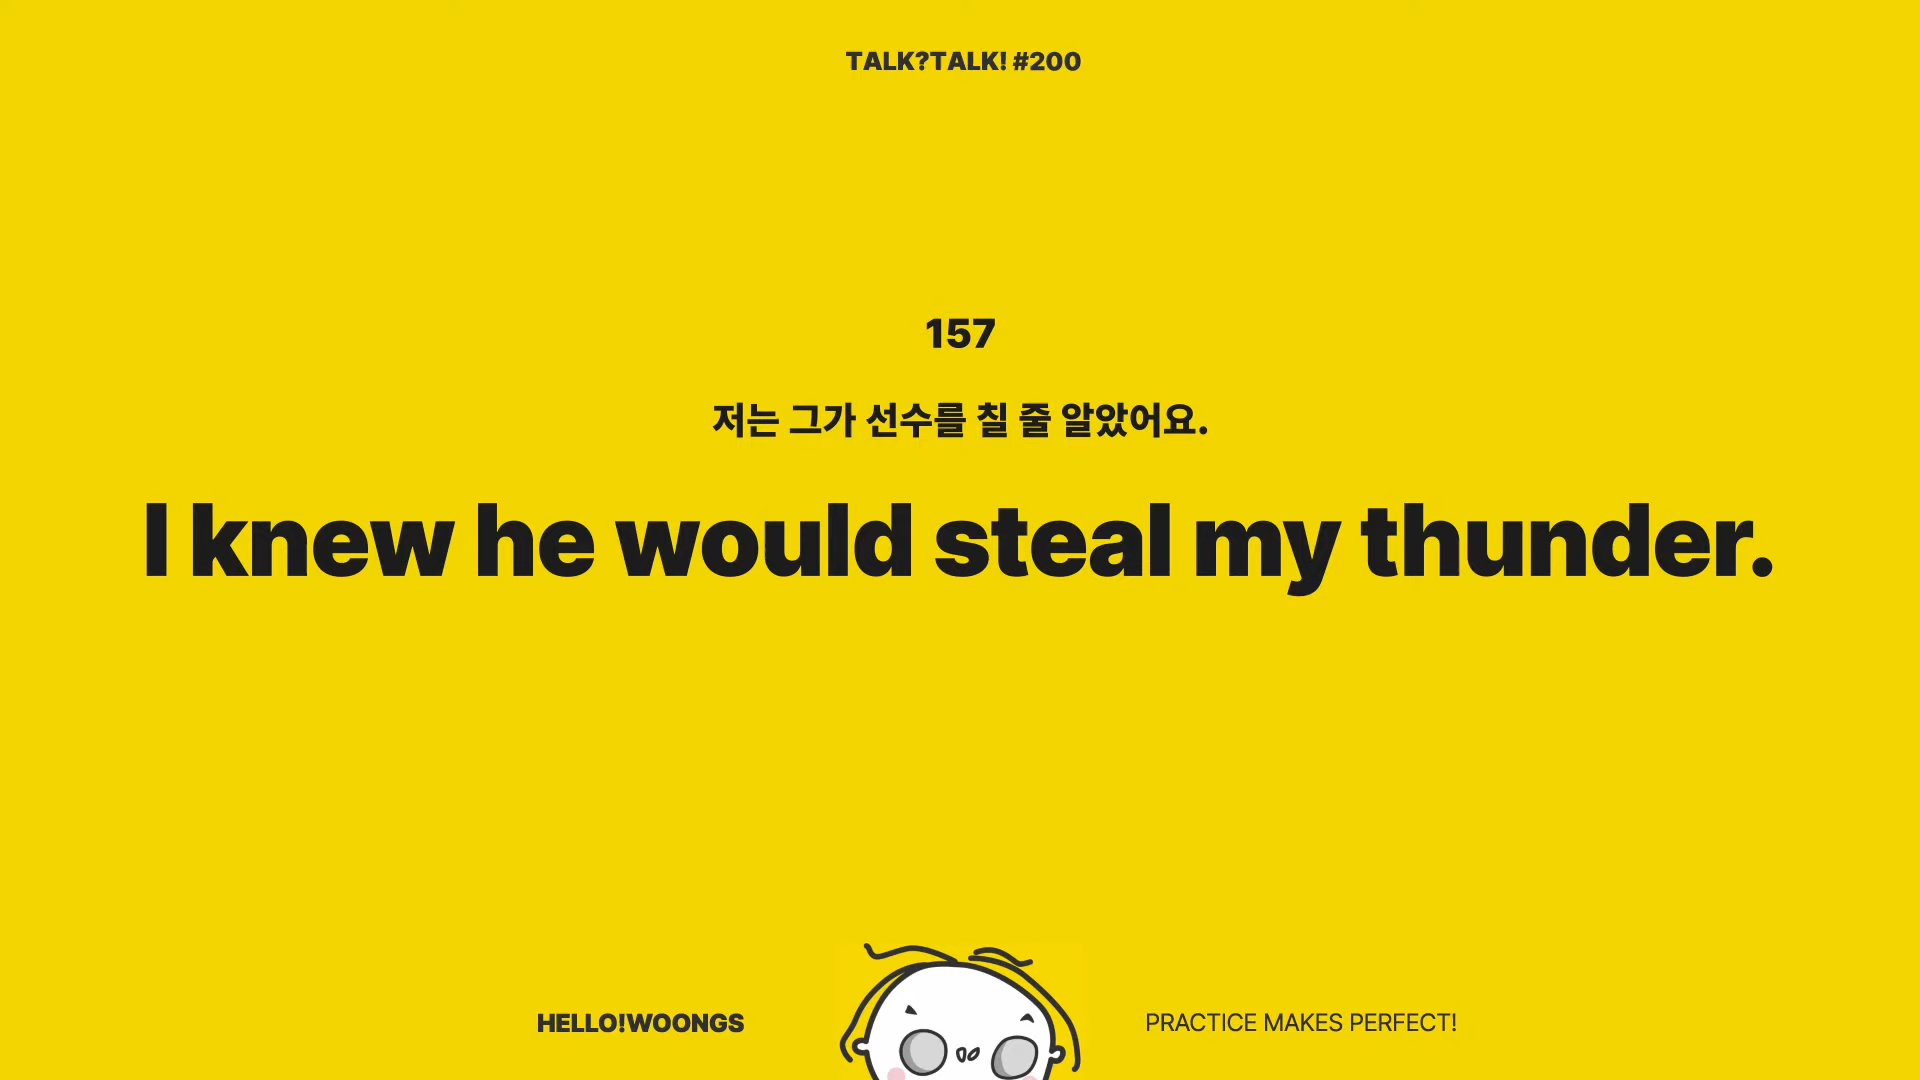 TALK?TALK! #200
157
저는 그가 선수를 칠 줄 알았어요.
I knew he would steal my thunder.
HELLO!WOONGS
PRACTICE MAKES PERFECT!